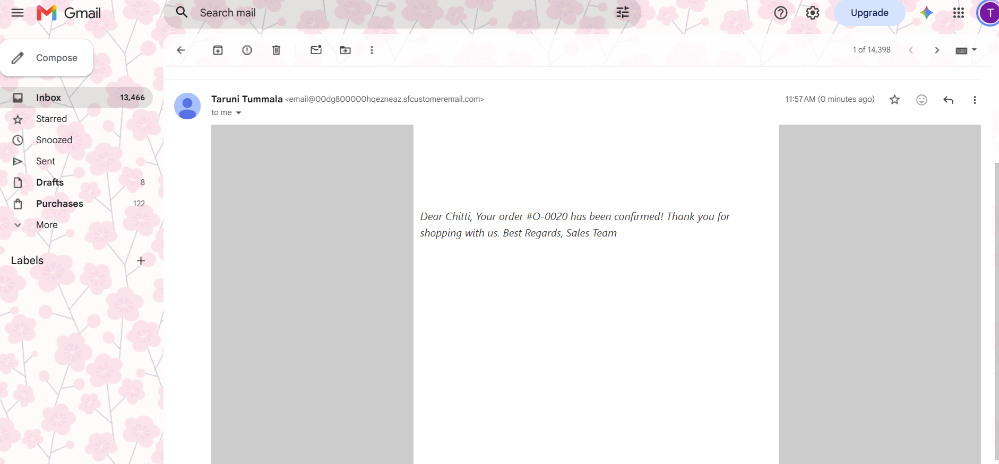 Gmail
Search mail
Upgrade
T
Compose
1 of 14,398
Inbox 13,466
Starred
Snoozed
Sent
Drafts 8
Purchases 122
More
Labels
Taruni Tummala <email@00dg800000hqezneaz.sfcustomeremail.com>
11:57 AM (0 minutes ago)
to me
Dear Chitti, Your order #O-0020 has been confirmed! Thank you for
shopping with us. Best Regards, Sales Team